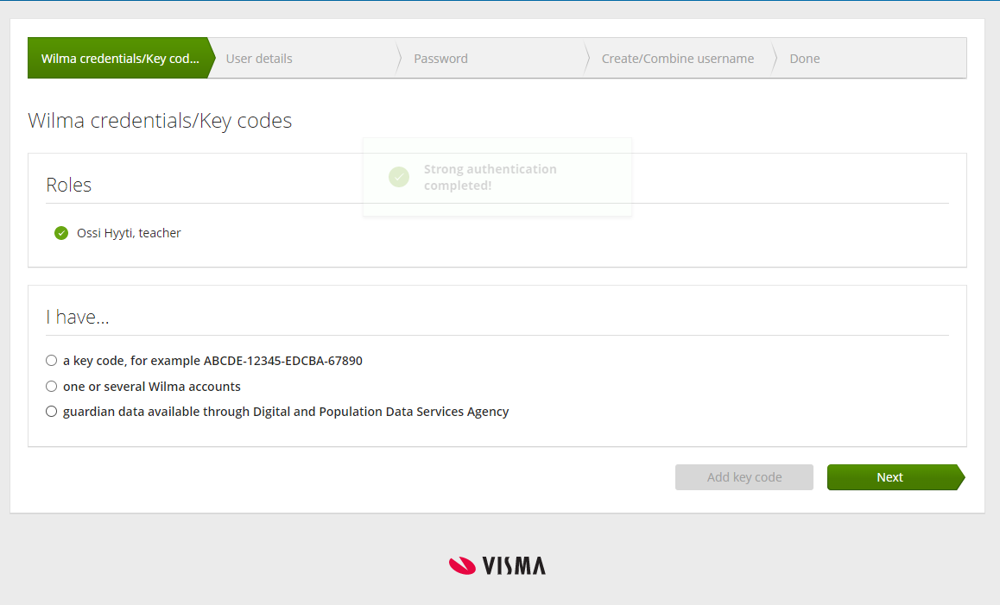 Wilma credentials/Key cod...
User details
Password
Create/Combine username
Done
Wilma credentials/Key codes
Strong authentication
completed!
Roles
Ossi Hyyti, teacher
I have...
a key code, for example ABCDE-12345-EDCBA-67890
one or several Wilma accounts
guardian data available through Digital and Population Data Services Agency
Add key code
Next
VISMA